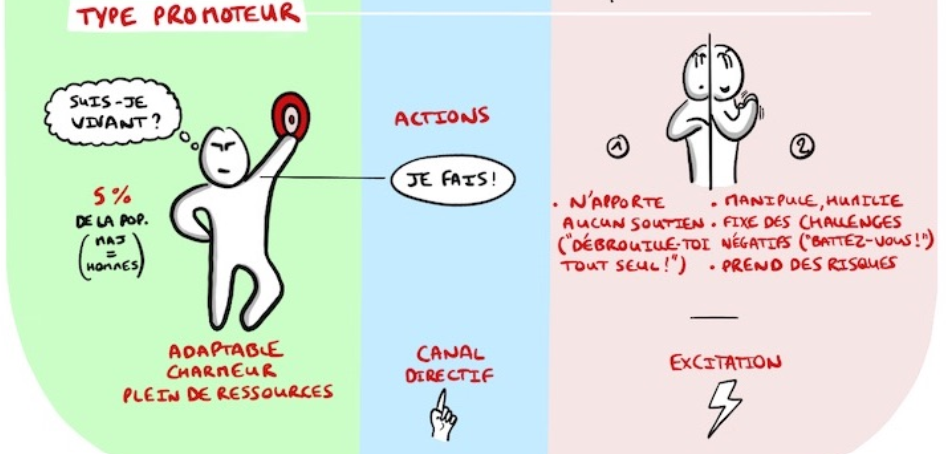 TYPE PROMOTEUR
SUIS-JE
VIVANT ?
5%
DE LA POP.
(MAJ
=
HOMMES)
ADAPTABLE
CHARMEUR
PLEIN DE RESSOURCES
ACTIONS
JE FAIS !
CANAL
DIRECTIF
1
2
• N'APPORTE
AUCUN SOUTIEN
("DÉBROUILLE-TOI
TOUT SEUL !")
• MANIPULE, HUMILIE
• FIXE DES CHALLENGES
NÉGATIFS ("BATTEZ-VOUS !")
• PREND DES RISQUES
EXCITATION